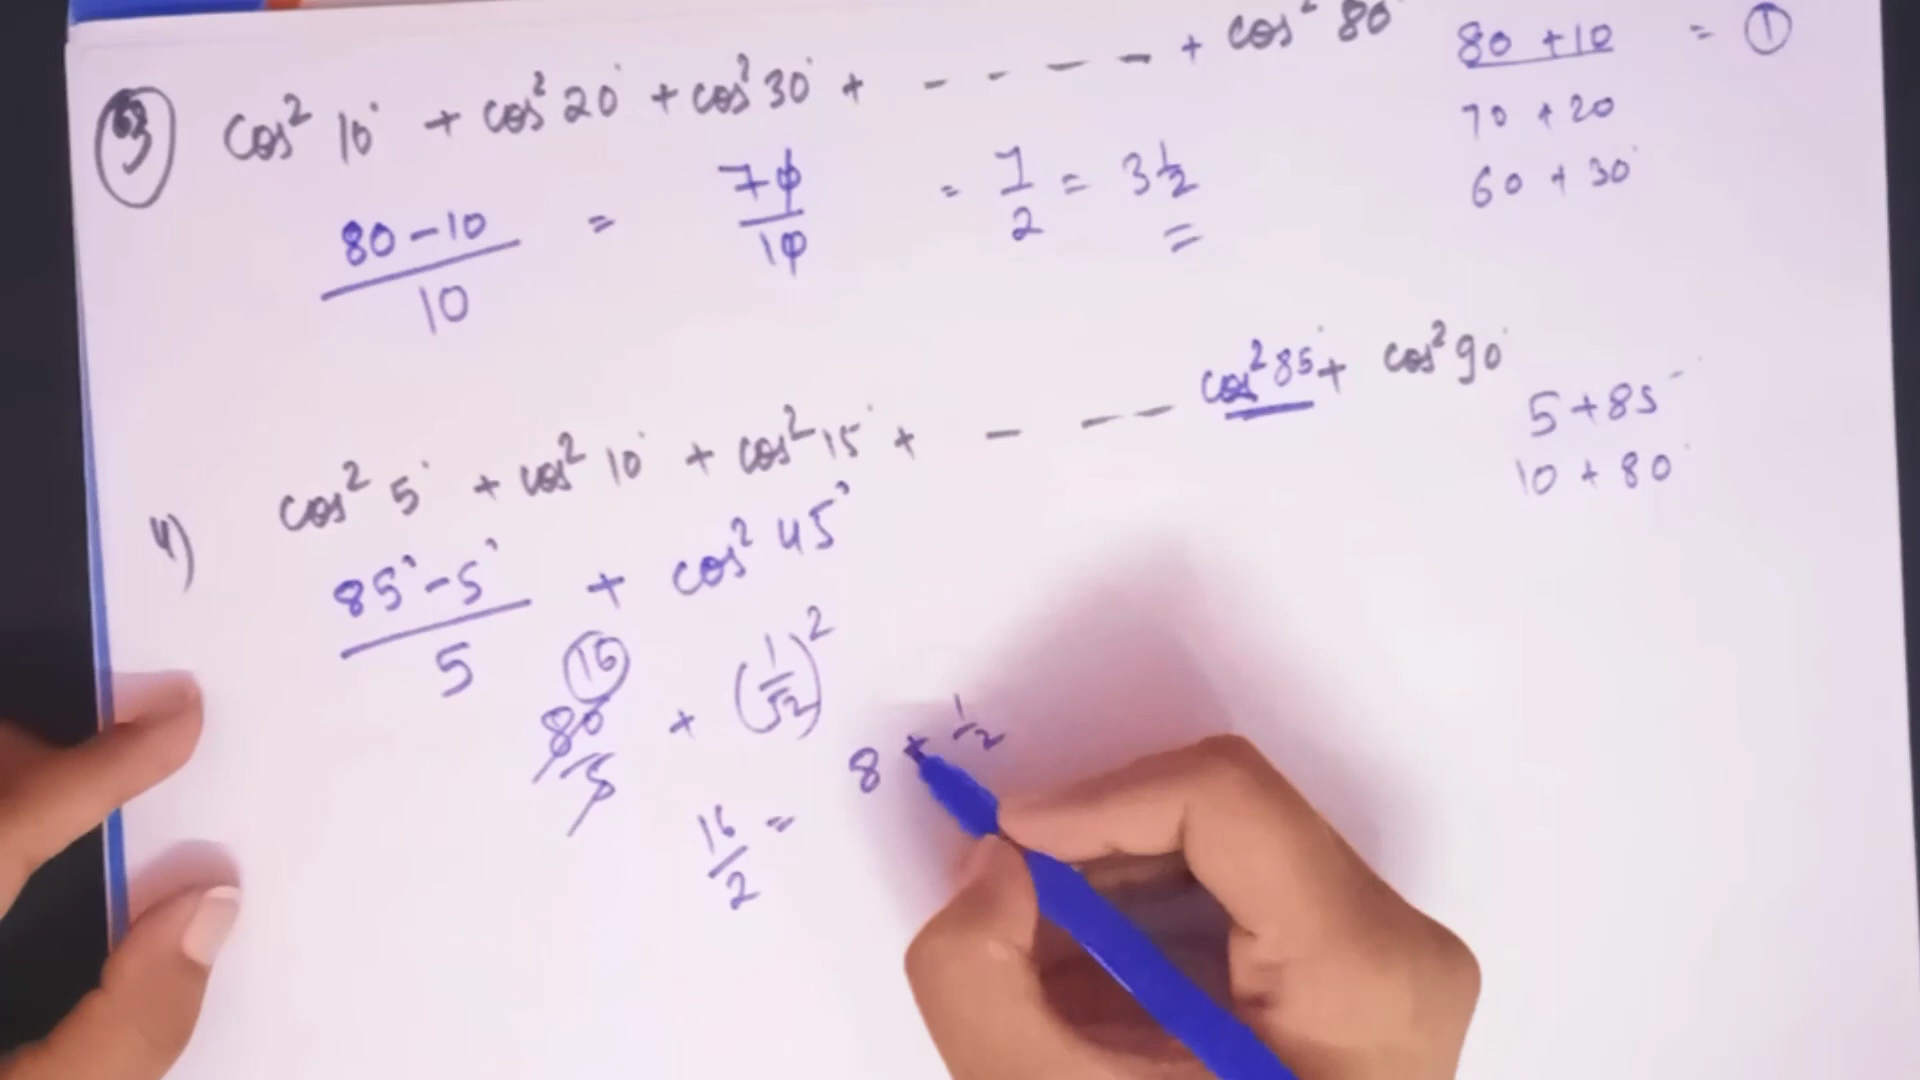 ③ cos² 10° + cos² 20° + cos² 30° + - - - - + cos² 80°
80 + 10 = ①
70 + 20
60 + 30°
80 - 10 / 10 = 70 / 10 = 7 / 2 = 3 1/2
4) cos² 5° + cos² 10° + cos² 15° + - - - cos² 85° + cos² 90°
5 + 85
10 + 80°
85° - 5° / 5 + cos² 45°
16
80 / 5 + (1/√2)²
16 / 2 = 8 + 1/2